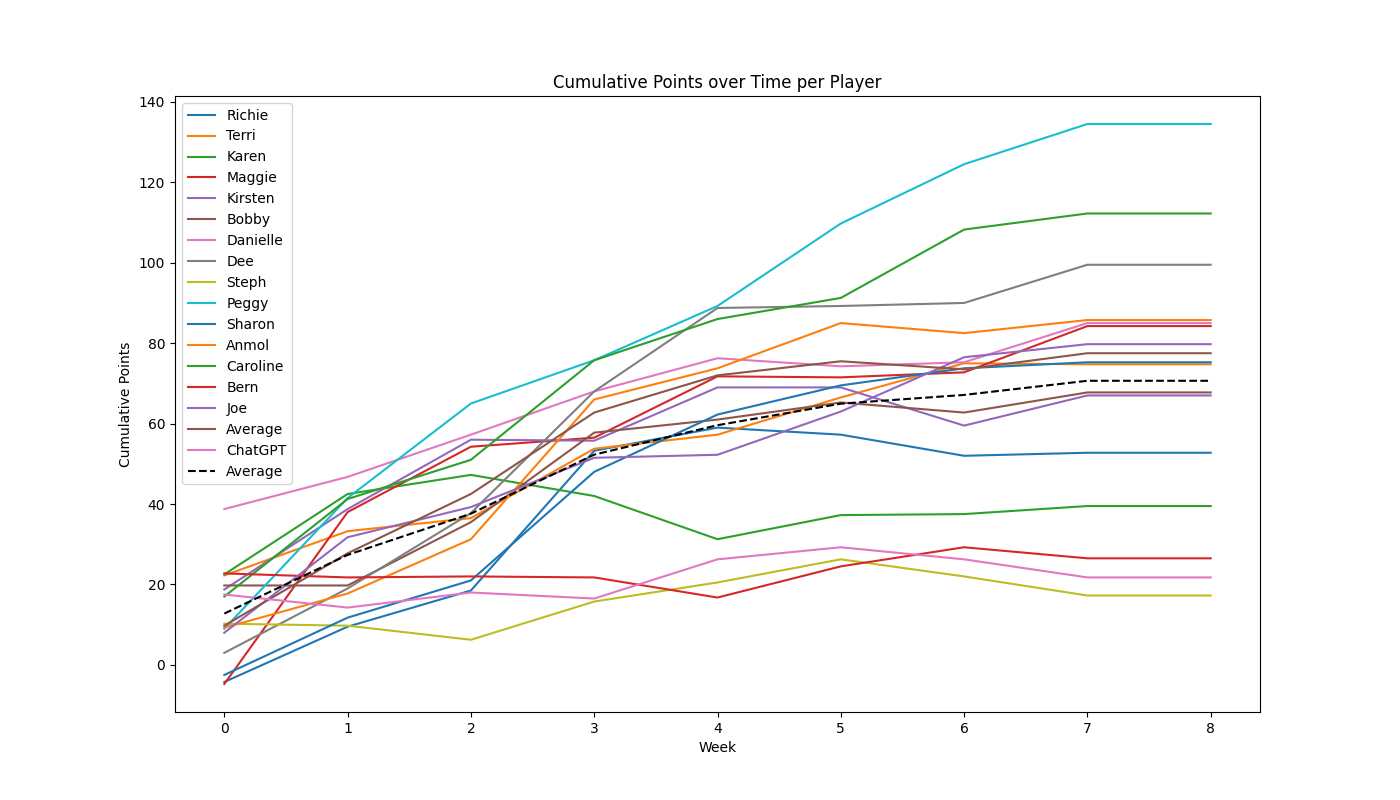 Cumulative Points over Time per Player
140
120
100
80
60
40
20
0
Cumulative Points
Richie
Terri
Karen
Maggie
Kirsten
Bobby
Danielle
Dee
Steph
Peggy
Sharon
Anmol
Caroline
Bern
Joe
Average
ChatGPT
Average
0 1 2 3 4 5 6 7 8
Week